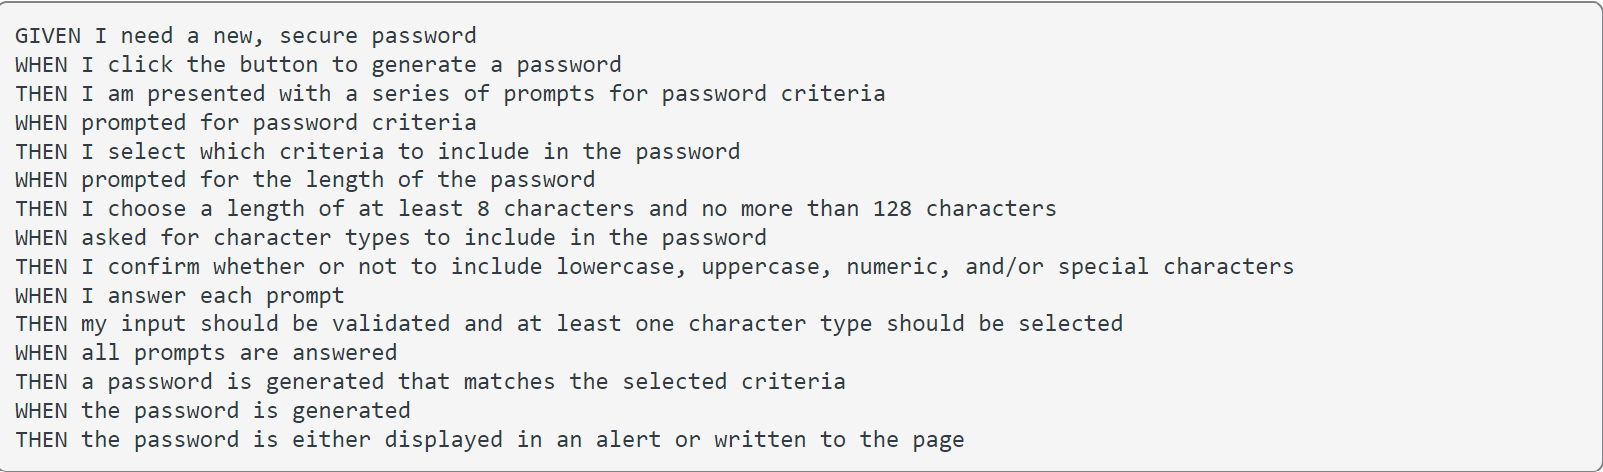 GIVEN I need a new, secure password
WHEN I click the button to generate a password
THEN I am presented with a series of prompts for password criteria
WHEN prompted for password criteria
THEN I select which criteria to include in the password
WHEN prompted for the length of the password
THEN I choose a length of at least 8 characters and no more than 128 characters
WHEN asked for character types to include in the password
THEN I confirm whether or not to include lowercase, uppercase, numeric, and/or special characters
WHEN I answer each prompt
THEN my input should be validated and at least one character type should be selected
WHEN all prompts are answered
THEN a password is generated that matches the selected criteria
WHEN the password is generated
THEN the password is either displayed in an alert or written to the page